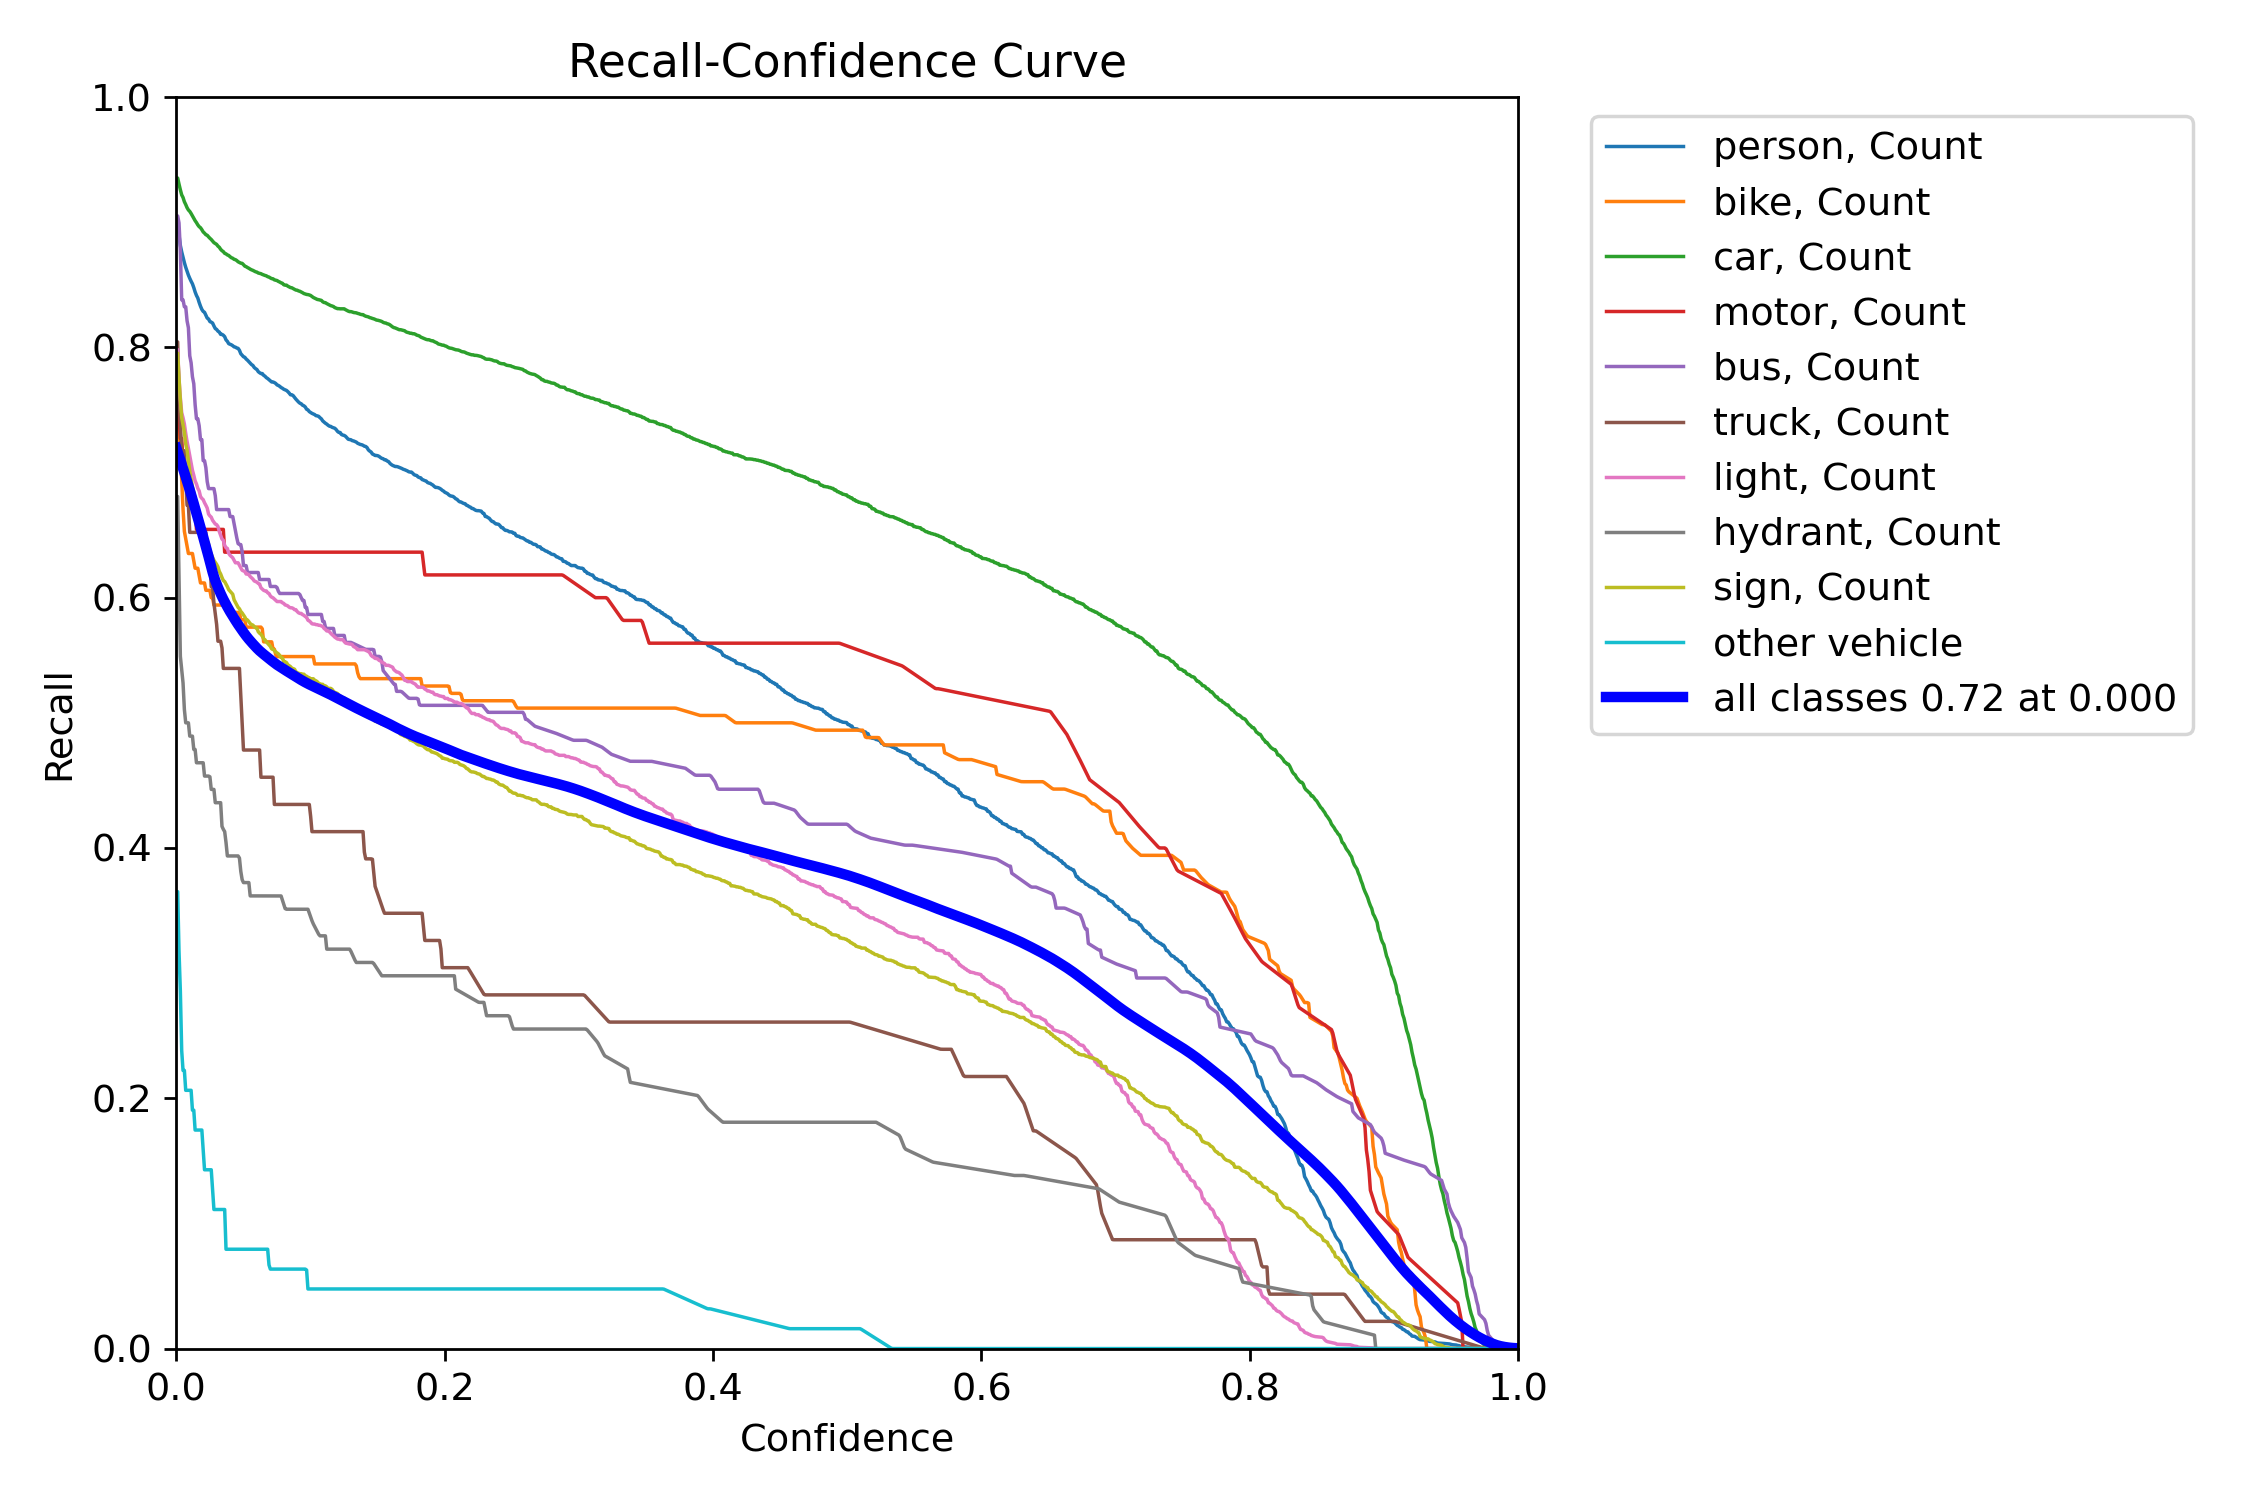 Recall-Confidence Curve
1.0
0.8
0.6
0.4
0.2
0.0
Recall
0.0 0.2 0.4 0.6 0.8 1.0
Confidence
person, Count
bike, Count
car, Count
motor, Count
bus, Count
truck, Count
light, Count
hydrant, Count
sign, Count
other vehicle
all classes 0.72 at 0.000